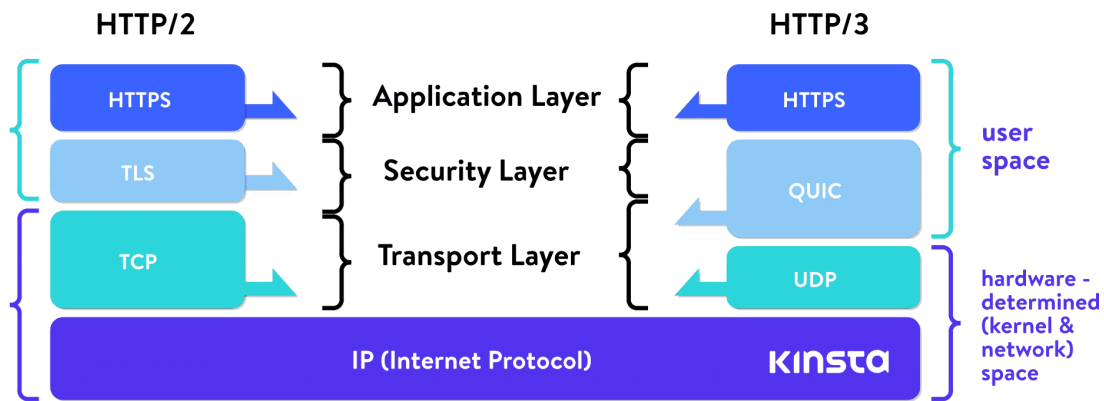 HTTP/2
HTTP/3
HTTPS
Application Layer
HTTPS
TLS
Security Layer
QUIC
user
space
TCP
Transport Layer
UDP
hardware -
determined
(kernel &
network)
space
IP (Internet Protocol)
KINSTA